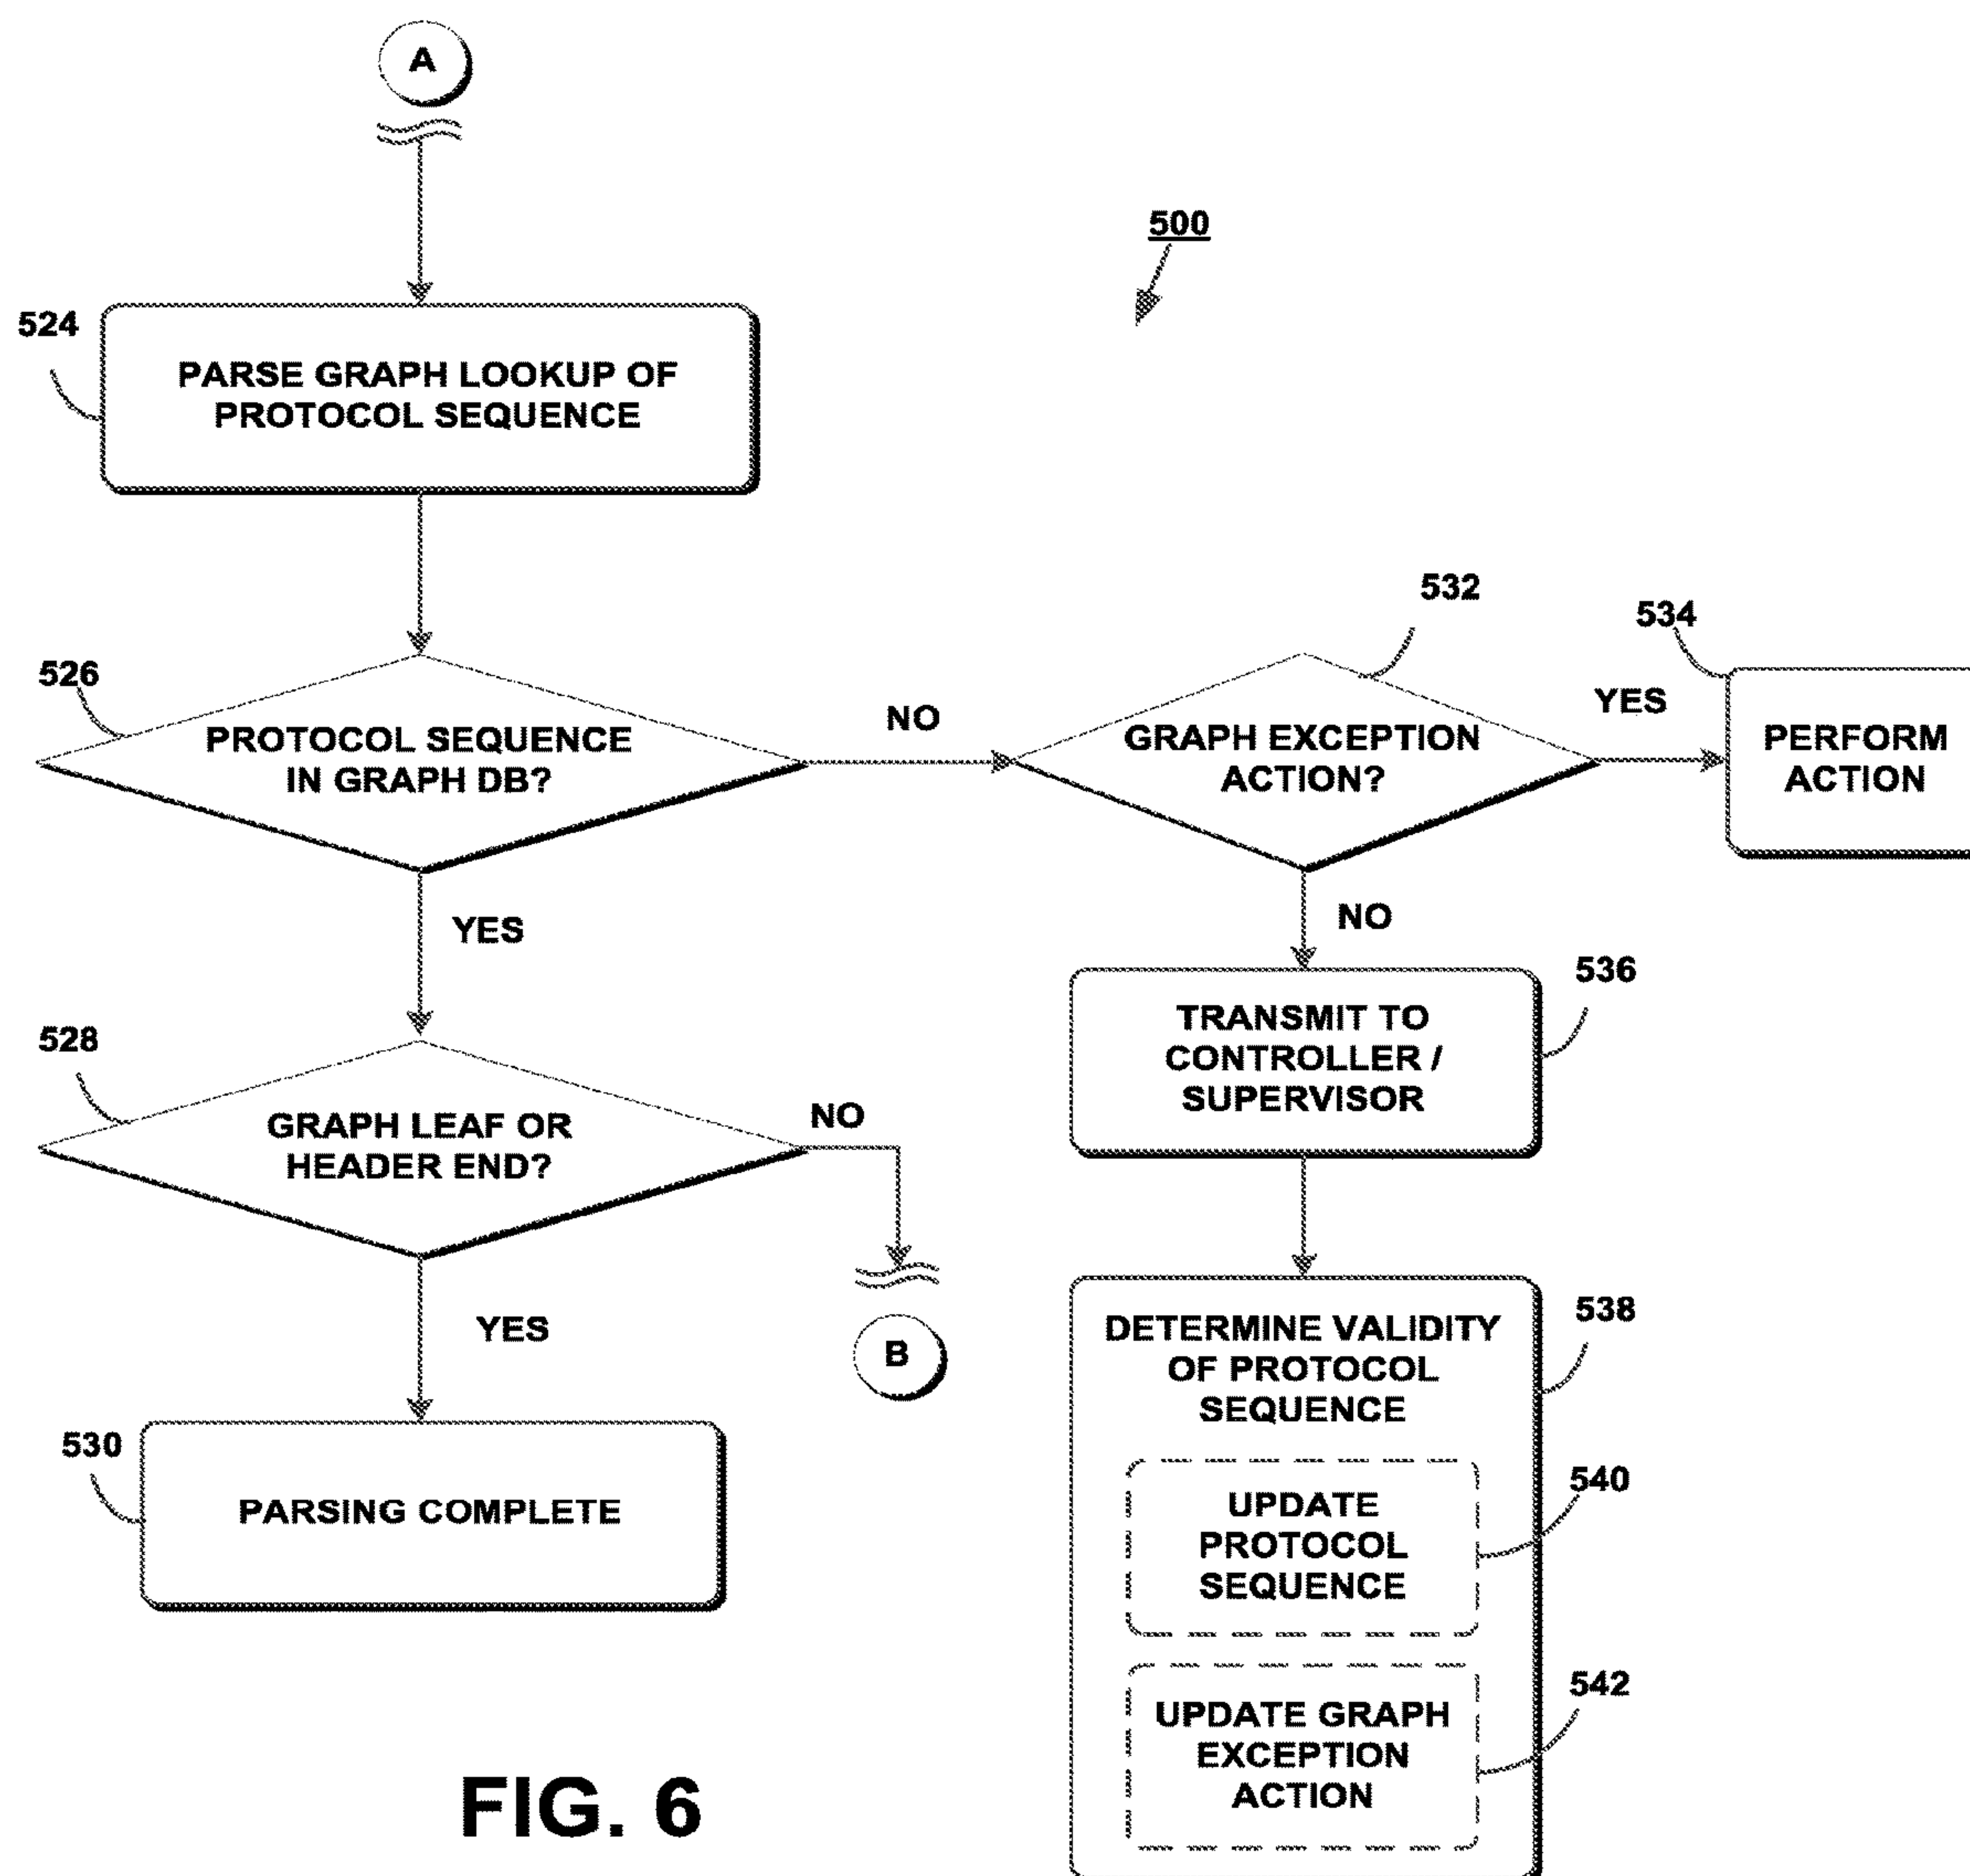 A
500
524
PARSE GRAPH LOOKUP OF
PROTOCOL SEQUENCE
526
PROTOCOL SEQUENCE
IN GRAPH DB?
NO
532
GRAPH EXCEPTION
ACTION?
YES
534
PERFORM
ACTION
YES
NO
528
GRAPH LEAF OR
HEADER END?
NO
B
YES
530
PARSING COMPLETE
536
TRANSMIT TO
CONTROLLER /
SUPERVISOR
538
DETERMINE VALIDITY
OF PROTOCOL
SEQUENCE
540
UPDATE
PROTOCOL
SEQUENCE
542
UPDATE GRAPH
EXCEPTION
ACTION
FIG. 6